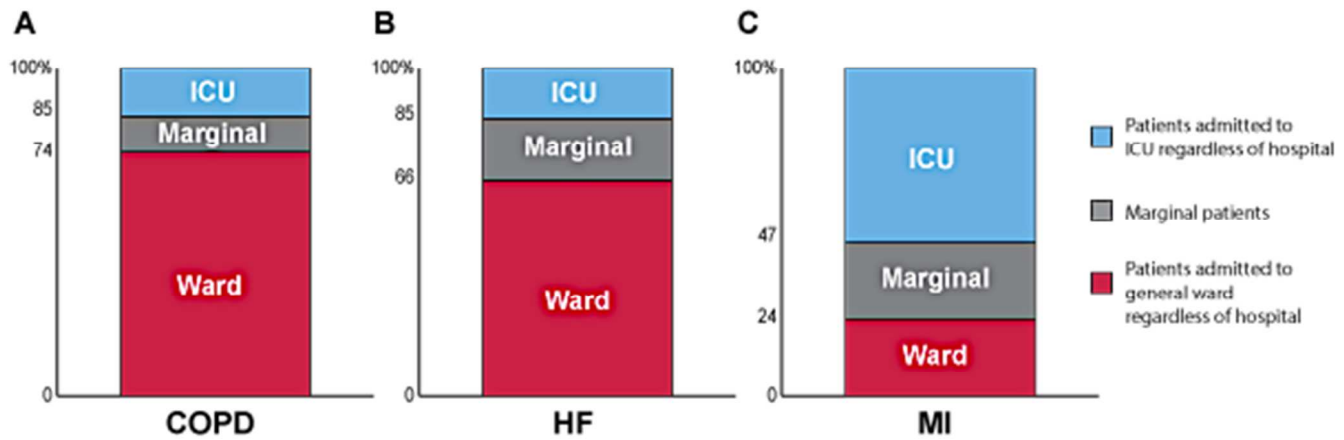 A
B
C
100%
85
74
0
ICU
Marginal
Ward
COPD
100%
85
66
0
ICU
Marginal
Ward
HF
100%
47
24
0
ICU
Marginal
Ward
MI
Patients admitted to
ICU regardless of hospital
Marginal patients
Patients admitted to
general ward
regardless of hospital